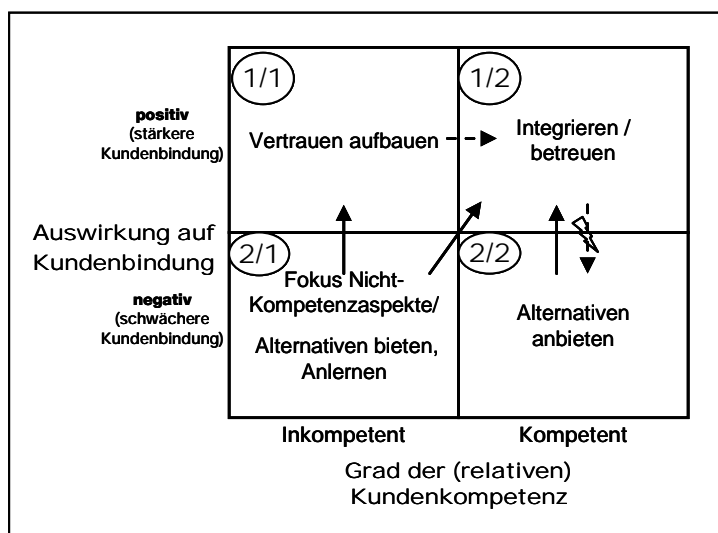 1/1
1/2
positiv
(stärkere
Kundenbindung)
Vertrauen aufbauen
Integrieren /
betreuen
Auswirkung auf
Kundenbindung
2/1
2/2
negativ
(schwächere
Kundenbindung)
Fokus Nicht-
Kompetenzaspekte/
Alternativen bieten,
Anlernen
Alternativen
anbieten
Inkompetent
Kompetent
Grad der (relativen)
Kundenkompetenz